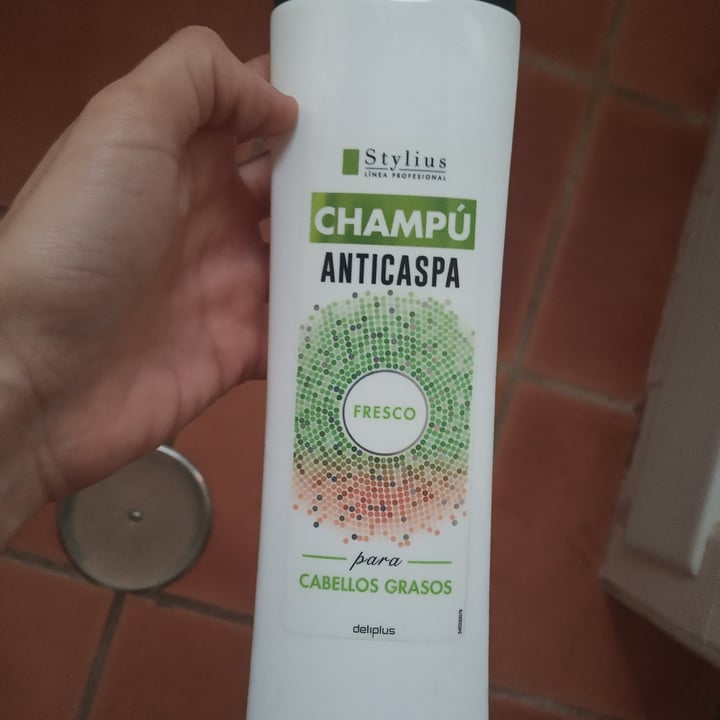 Stylius
LÍNEA PROFESIONAL
CHAMPÚ
ANTICASPA
FRESCO
para
CABELLOS GRASOS
deliplus